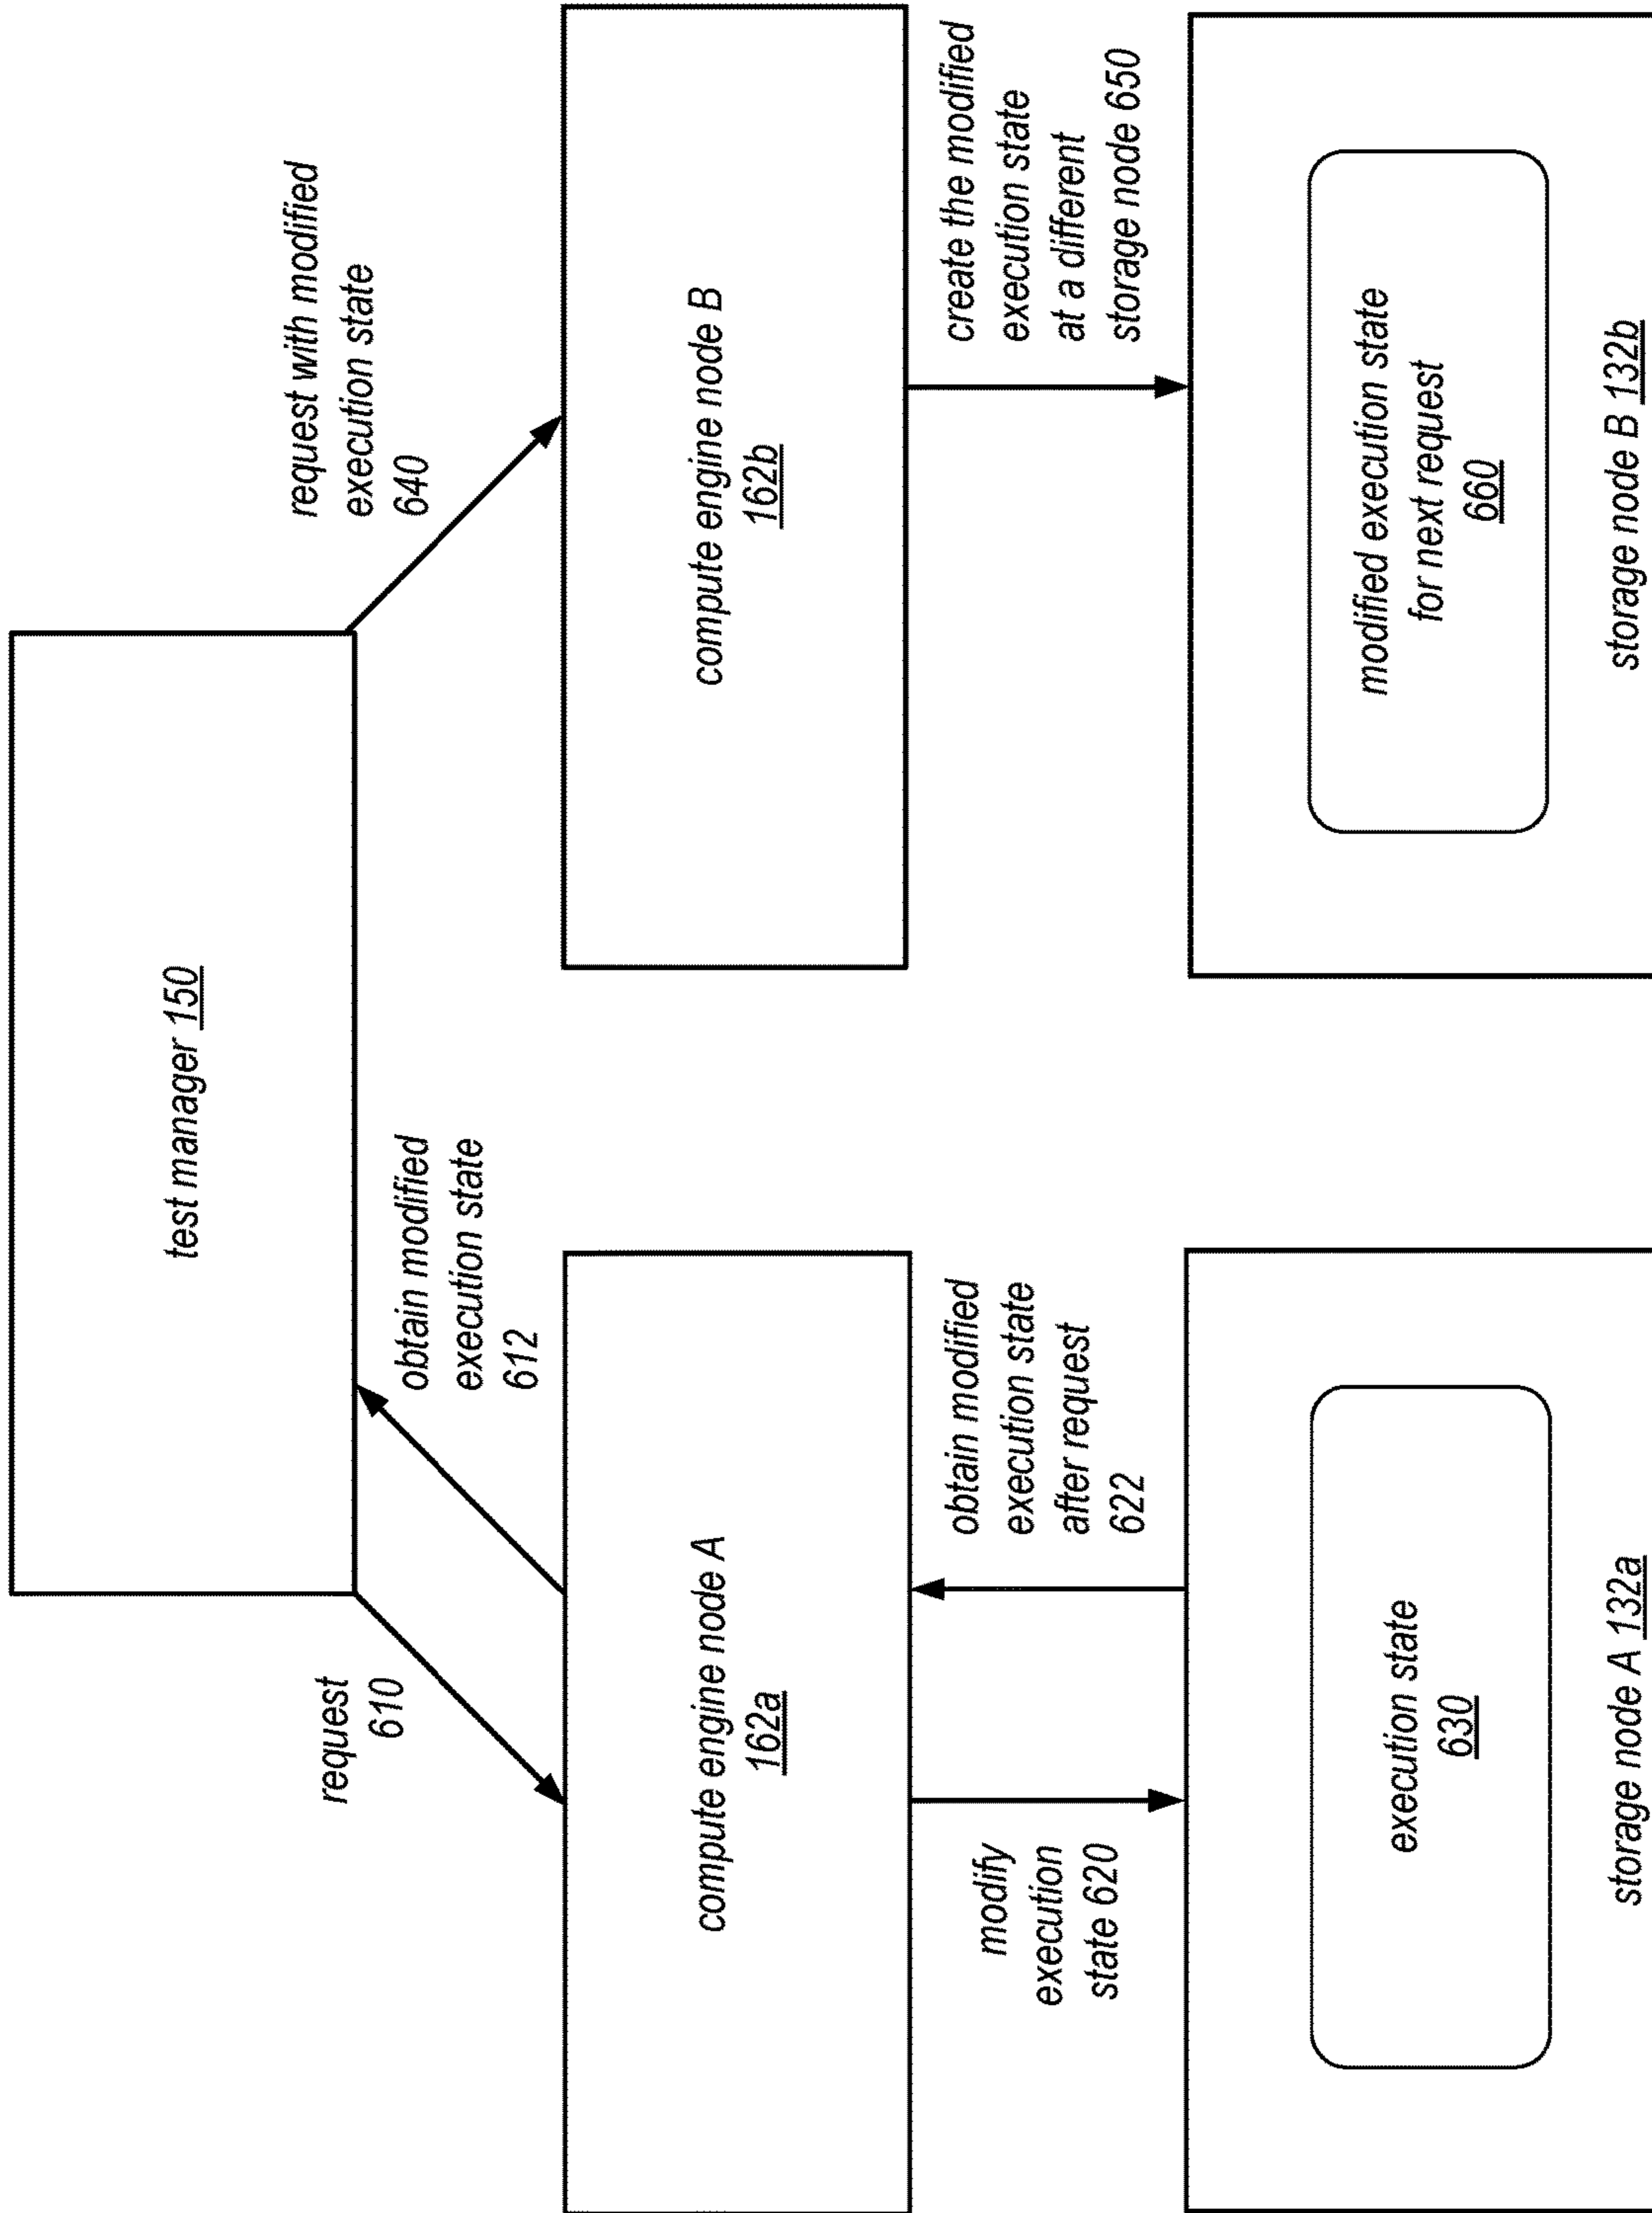 test manager 150
request
610
obtain modified
execution state
612
request with modified
execution state
640
compute engine node A
162a
compute engine node B
162b
modify
execution
state 620
obtain modified
execution state
after request
622
create the modified
execution state
at a different
storage node 650
execution state
630
storage node A 132a
modified execution state
for next request
660
storage node B 132b